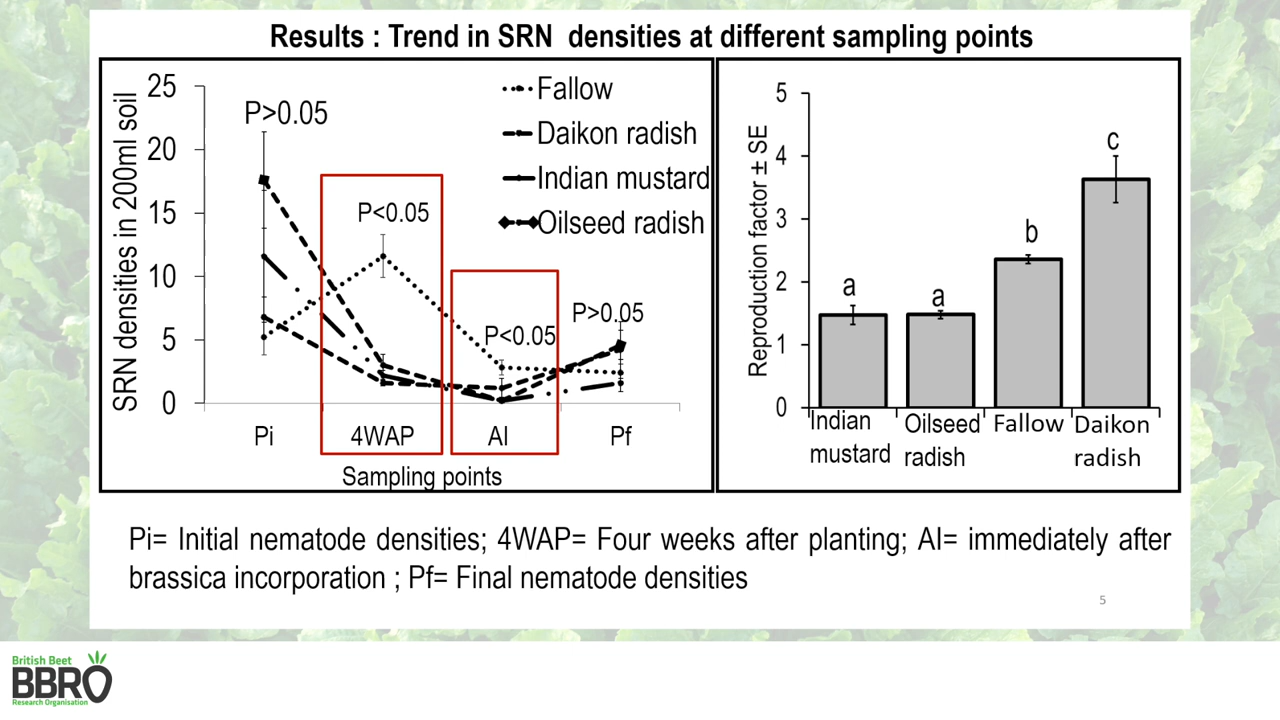 Results : Trend in SRN densities at different sampling points
SRN densities in 200ml soil
25
20
15
10
5
0
P>0.05
P<0.05
P<0.05
P>0.05
Fallow
Daikon radish
Indian mustard
Oilseed radish
Pi
4WAP
AI
Pf
Sampling points
Reproduction factor ± SE
5
4
3
2
1
0
a
a
b
c
Indian
mustard
Oilseed
radish
Fallow
Daikon
radish
Pi= Initial nematode densities; 4WAP= Four weeks after planting; AI= immediately after
brassica incorporation ; Pf= Final nematode densities
5
British Beet
BBRO
Research Organisation